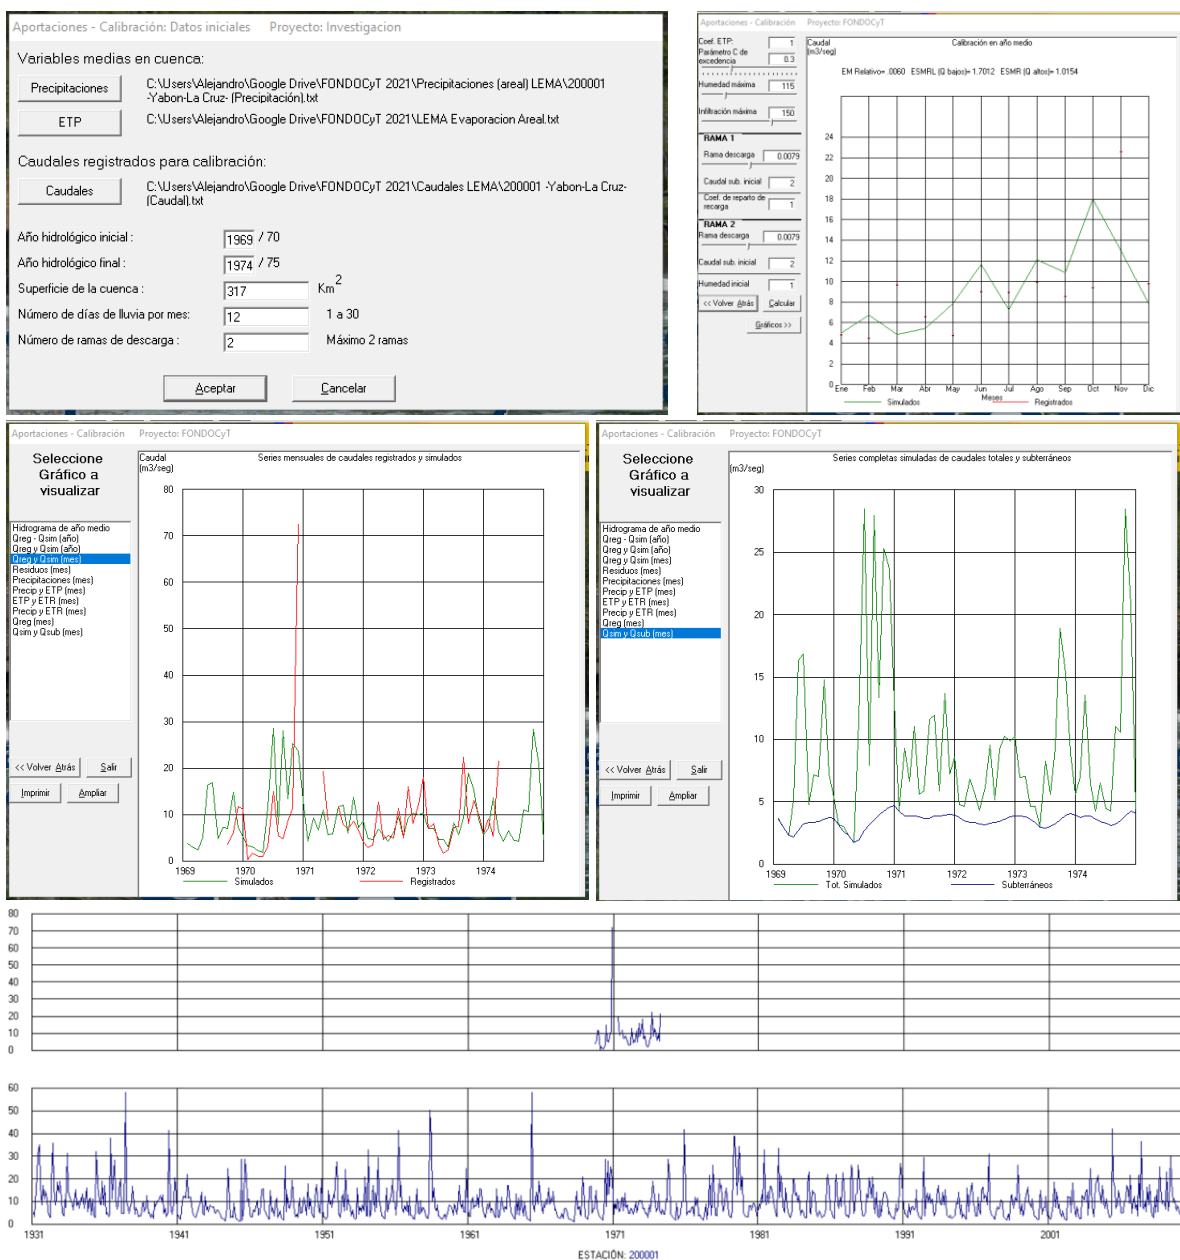 Aportaciones - Calibración: Datos iniciales Proyecto: Investigacion
Variables medias en cuenca:
Precipitaciones
C:\Users\Alejandro\Google Drive\FONDOCyT 2021\Precipitaciones (areal) LEMA\200001
-Yabon-La Cruz- (Precipitación).txt
ETP
C:\Users\Alejandro\Google Drive\FONDOCyT 2021\LEMA Evaporacion Areal.txt
Caudales registrados para calibración:
Caudales
C:\Users\Alejandro\Google Drive\FONDOCyT 2021\Caudales LEMA\200001 -Yabon-La Cruz-
(Caudal).txt
Año hidrológico inicial : 1969 / 70
Año hidrológico final : 1974 / 75
Superficie de la cuenca : 317 Km2
Número de días de lluvia por mes: 12 1 a 30
Número de ramas de descarga : 2 Máximo 2 ramas
Aceptar Cancelar
Aportaciones - Calibración Proyecto: FONDOCyT
Coef. ETP: 1
Parámetro C de
excedencia 0.3
Humedad máxima 115
Infiltración máxima 150
RAMA 1
Rama descarga 0.0079
Caudal sub. inicial 2
Coef. de reparto de
recarga 1
RAMA 2
Rama descarga 0.0079
Caudal sub. inicial 2
Humedad inicial 1
<< Volver Atrás Calcular
Gráficos >>
Caudal
(m3/seg)
Calibración en año medio
EM Relativo= .0060 ESMRL (Q bajos)= 1.7012 ESMR (Q altos)= 1.0154
24
22
20
18
16
14
12
10
8
6
4
2
0
Ene Feb Mar Abr May Jun Jul Ago Sep Oct Nov Dic
Meses
Simulados Registrados
Aportaciones - Calibración Proyecto: FONDOCyT
Seleccione
Gráfico a
visualizar
Hidrograma de año medio
Qreg - Qsim (año)
Qreg y Qsim (año)
Qreg y Qsim (mes)
Residuos (mes)
Precipitaciones (mes)
Precip y ETP (mes)
ETP y ETR (mes)
Precip y ETR (mes)
Qreg (mes)
Qsim y Qsub (mes)
<< Volver Atrás Salir
Imprimir Ampliar
Caudal
(m3/seg)
Series mensuales de caudales registrados y simulados
80
70
60
50
40
30
20
10
0
1969 1970 1971 1972 1973 1974
Simulados Registrados
Aportaciones - Calibración Proyecto: FONDOCyT
Seleccione
Gráfico a
visualizar
Hidrograma de año medio
Qreg - Qsim (año)
Qreg y Qsim (año)
Qreg y Qsim (mes)
Residuos (mes)
Precipitaciones (mes)
Precip y ETP (mes)
ETP y ETR (mes)
Precip y ETR (mes)
Qreg (mes)
Qsim y Qsub (mes)
<< Volver Atrás Salir
Imprimir Ampliar
Series completas simuladas de caudales totales y subterráneos
(m3/seg)
30
25
20
15
10
5
0
1969 1970 1971 1972 1973 1974
Tot. Simulados Subterráneos
80
70
60
50
40
30
20
10
0
60
50
40
30
20
10
0
1931 1941 1951 1961 1971 1981 1991 2001
ESTACIÓN: 200001